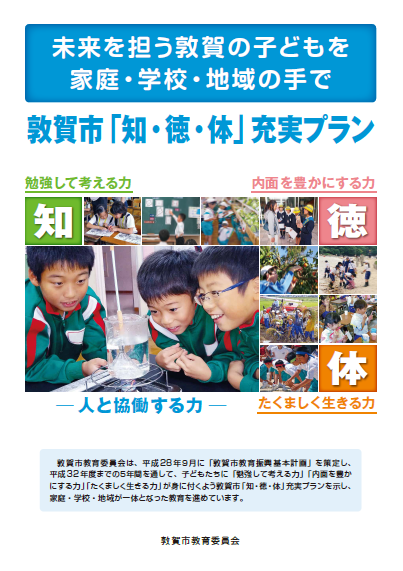 未来を担う敦賀の子どもを
家庭・学校・地域の手で
敦賀市「知・徳・体」充実プラン
勉強して考える力
内面を豊かにする力
知
徳
体
人と協働する力
たくましく生きる力
敦賀市教育委員会は、平成28年9月に「敦賀市教育振興基本計画」を策定し、
平成32年度までの5年間を通して、子どもたちに「勉強して考える力」「内面を豊か
にする力」「たくましく生きる力」が身に付くよう敦賀市「知・徳・体」充実プランを示し、
家庭・学校・地域が一体となった教育を進めています。
敦賀市教育委員会